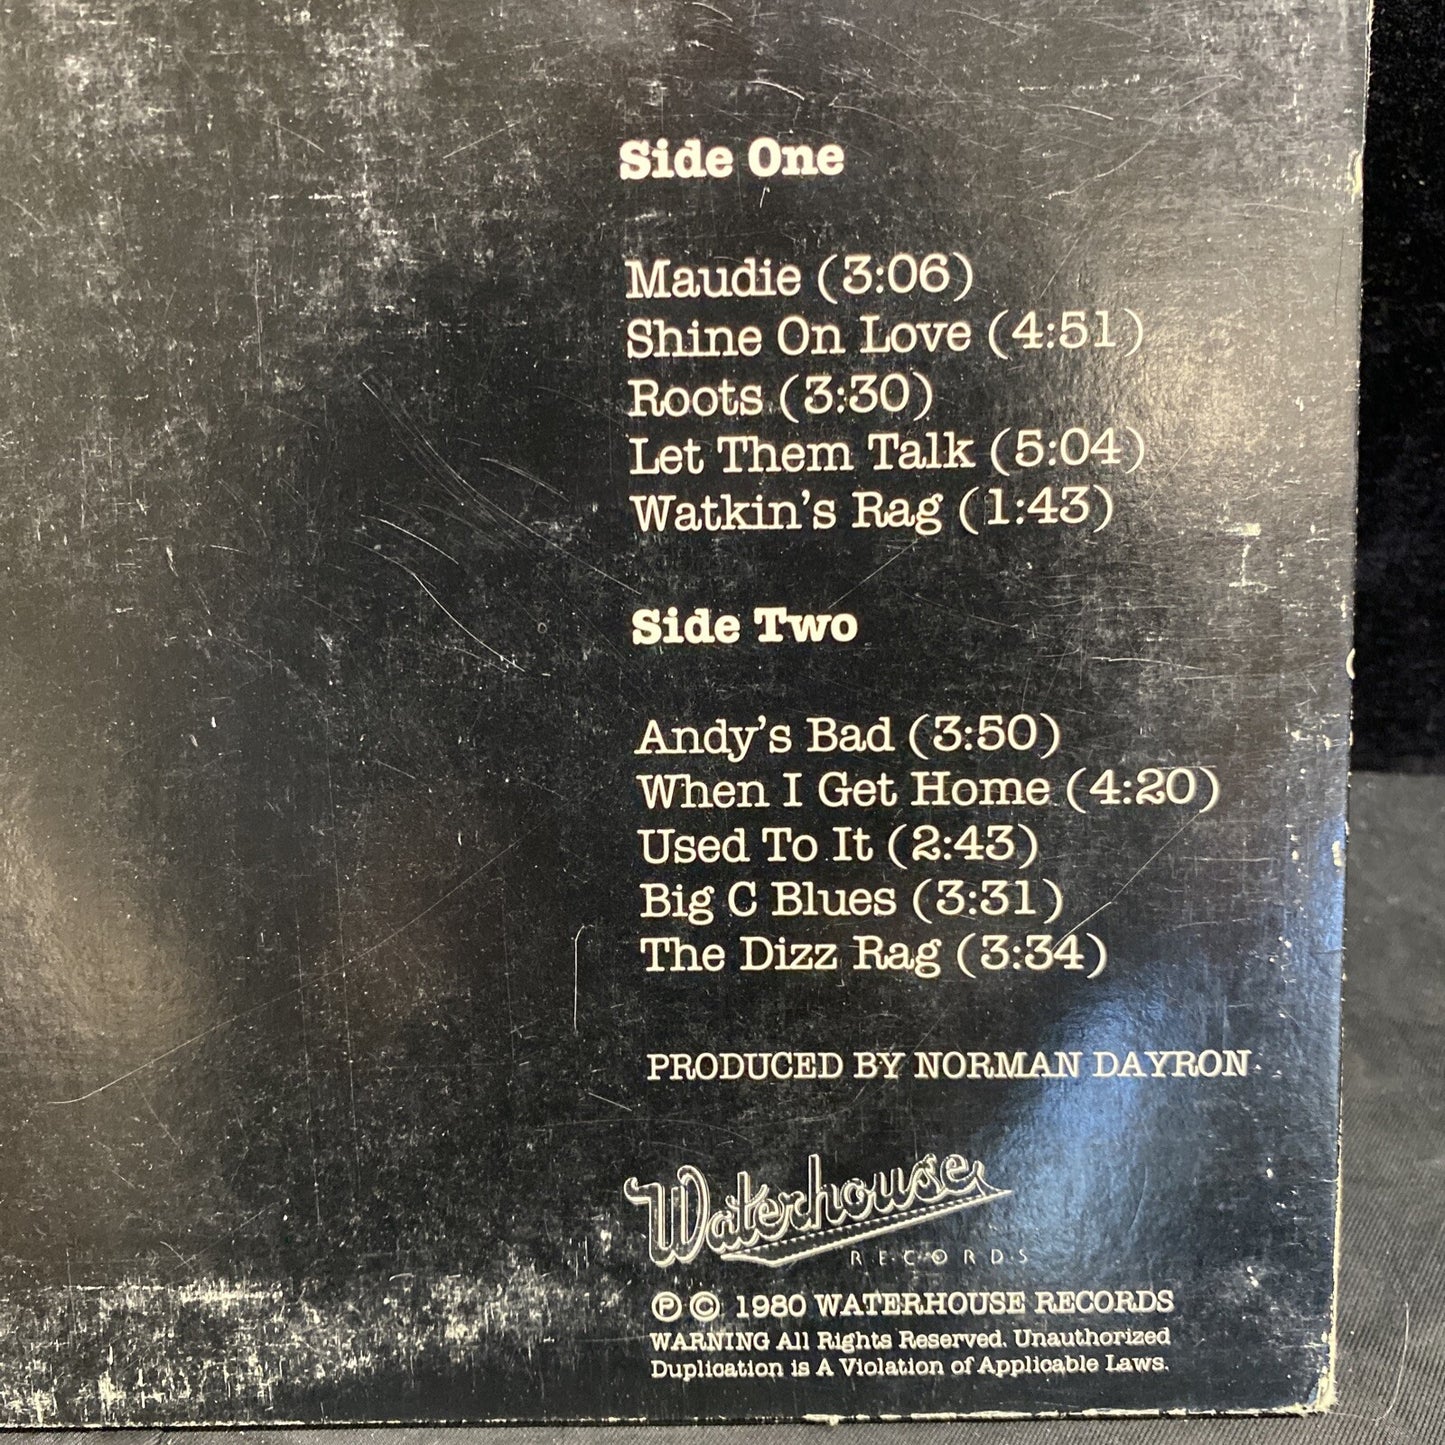 Side One
Maudie (3:06)
Shine On Love (4:51)
Roots (3:30)
Let Them Talk (5:04)
Watkin's Rag (1:43)
Side Two
Andy's Bad (3:50)
When I Get Home (4:20)
Used To It (2:43)
Big C Blues (3:31)
The Dizz Rag (3:34)
PRODUCED BY NORMAN DAYRON
Waterhouse
RECORDS
Ⓟ © 1980 WATERHOUSE RECORDS
WARNING All Rights Reserved. Unauthorized
Duplication is A Violation of Applicable Laws.